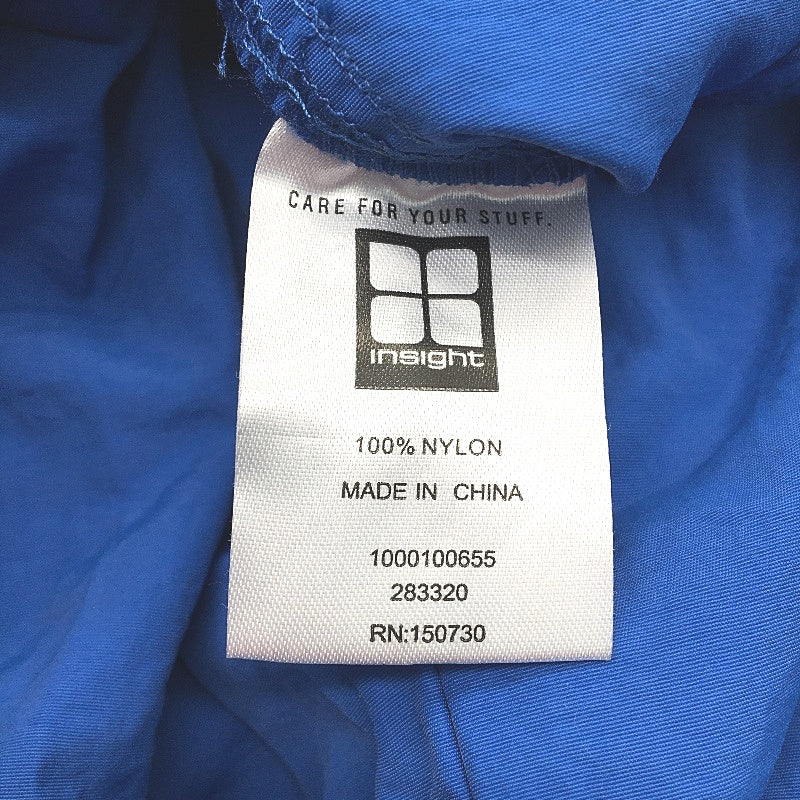 CARE FOR YOUR STUFF.
insight
100% NYLON
MADE IN CHINA
1000100655
283320
RN:150730